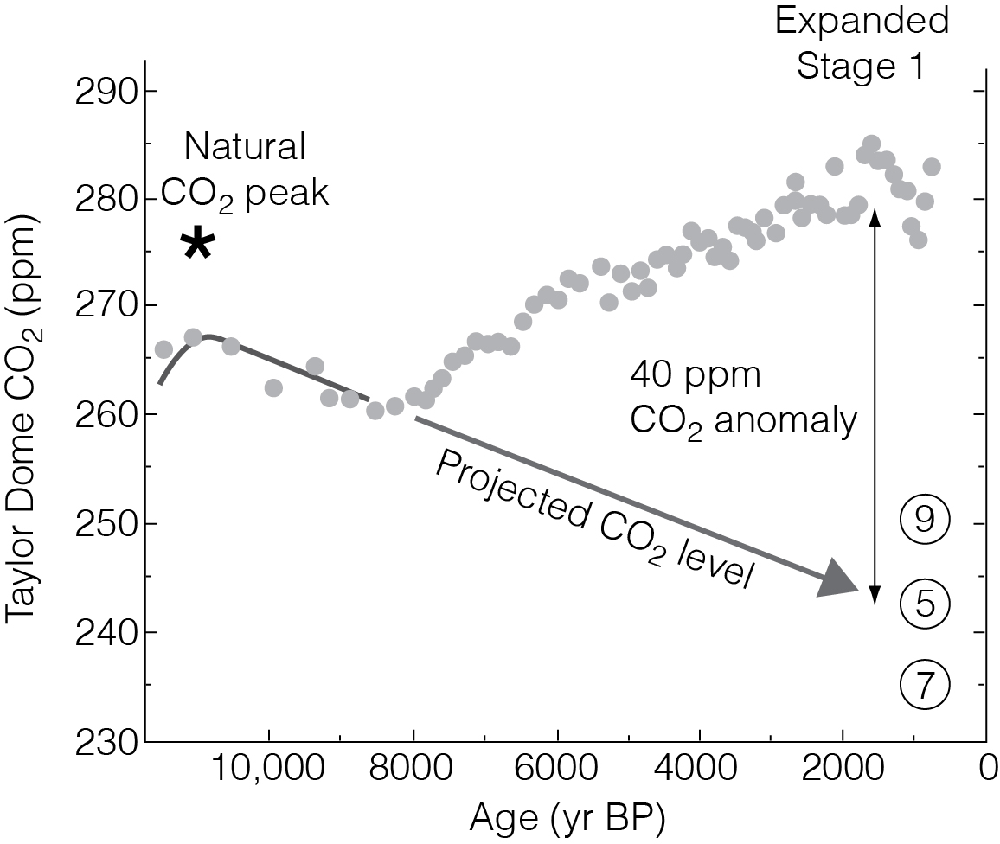 Expanded
Stage 1
290
280
270
260
250
240
230
Taylor Dome CO₂ (ppm)
Natural
CO₂ peak
*
40 ppm
CO₂ anomaly
Projected CO₂ level
9
5
7
10,000
8000
6000
4000
2000
0
Age (yr BP)